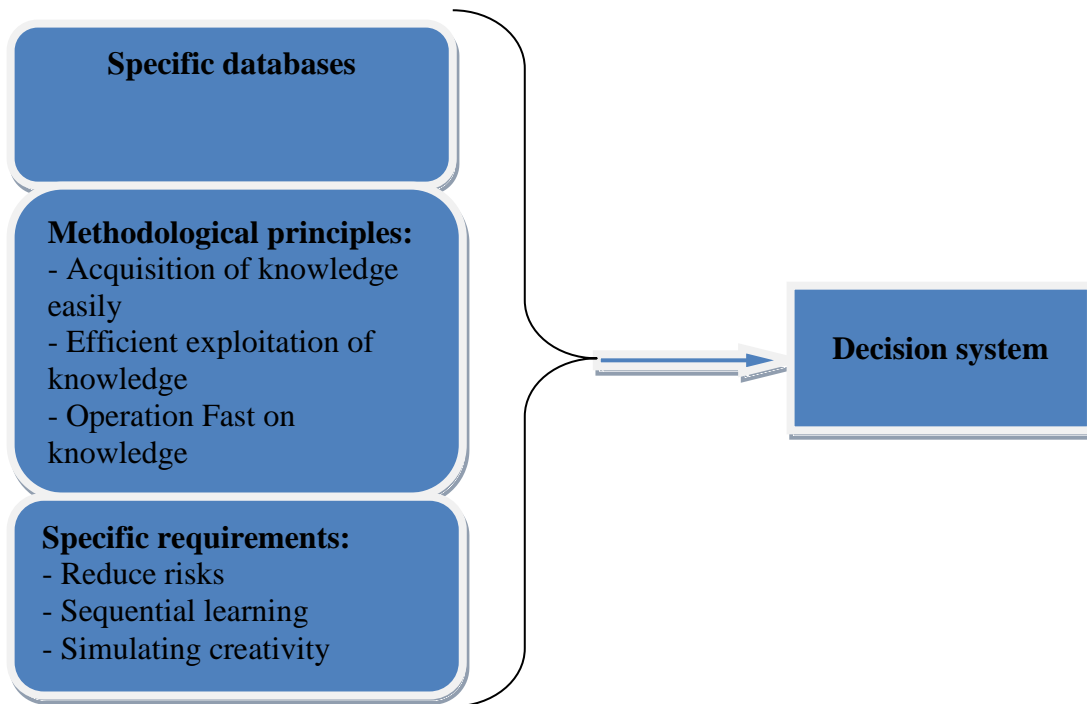 Specific databases
Methodological principles:
- Acquisition of knowledge
easily
- Efficient exploitation of
knowledge
- Operation Fast on
knowledge
Specific requirements:
- Reduce risks
- Sequential learning
- Simulating creativity
Decision system